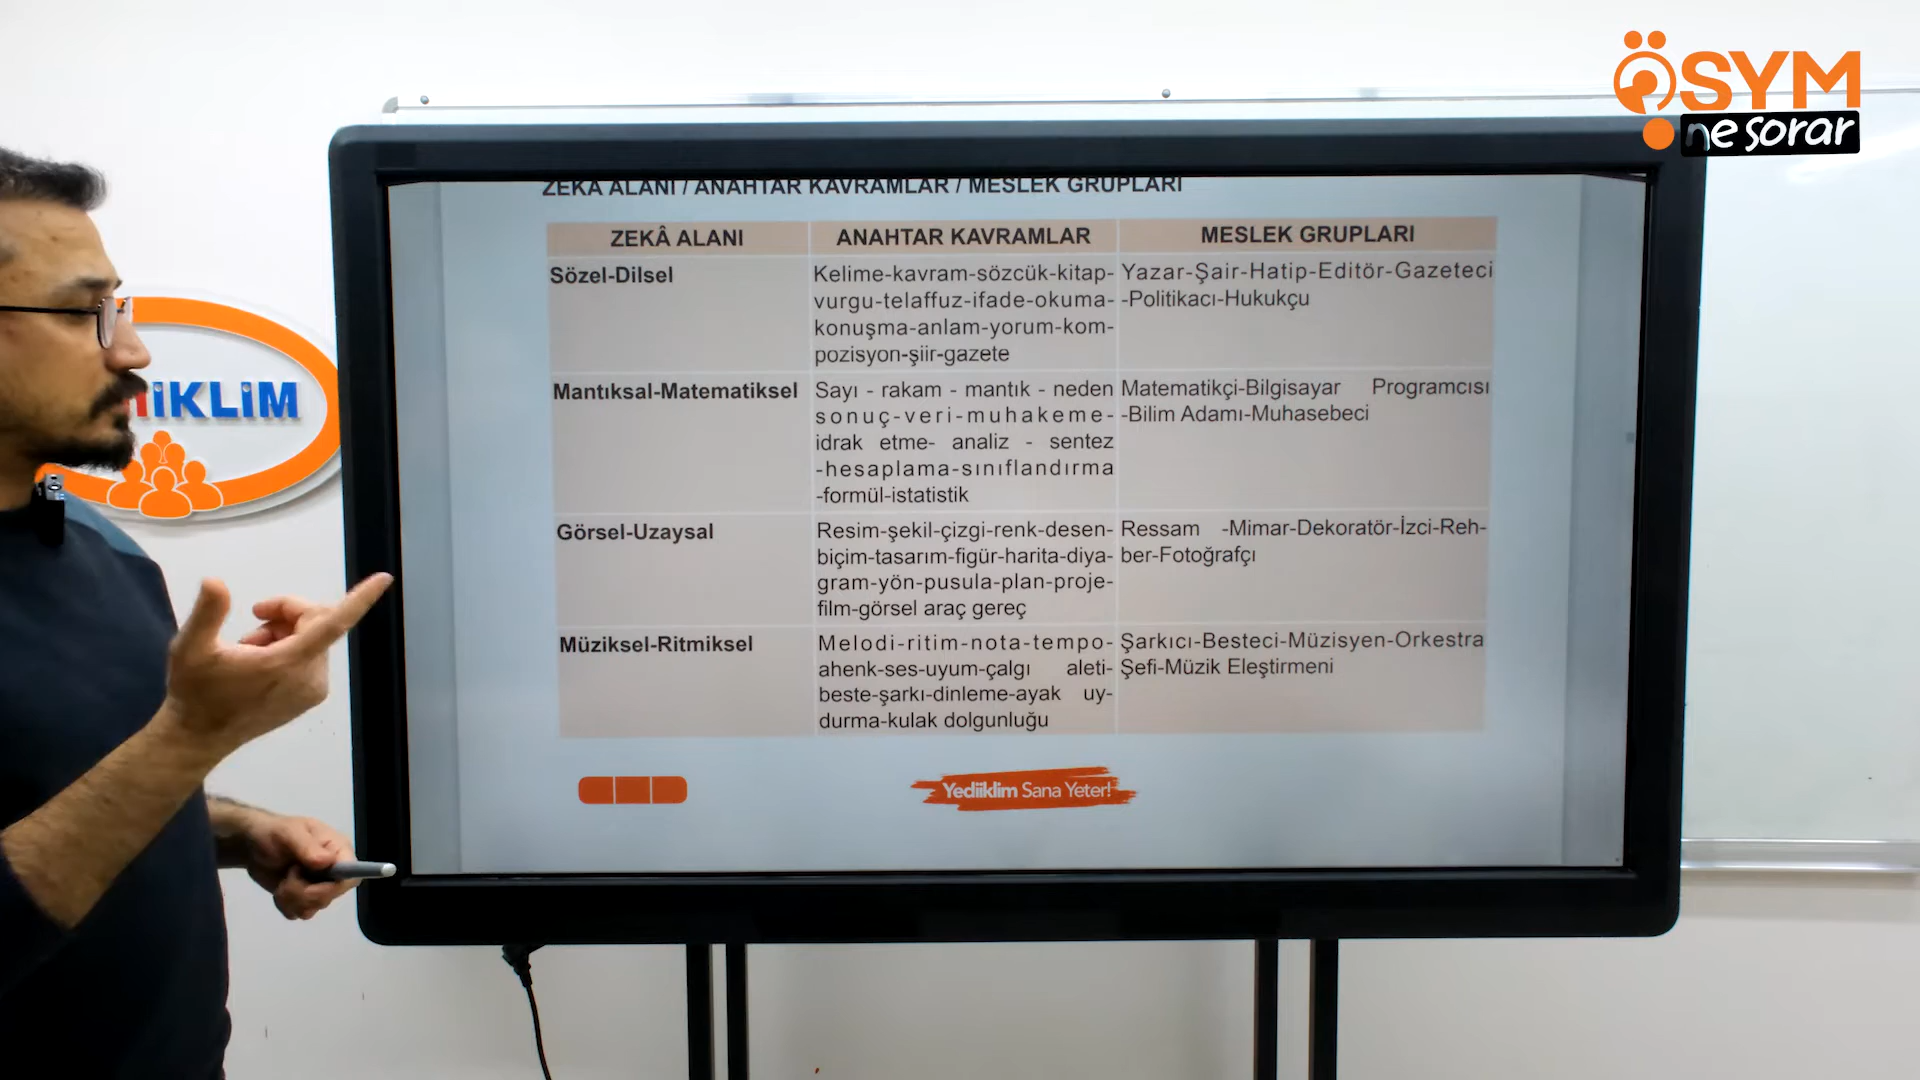 ÖSYM
ne sorar
iKLiM
ZEKÂ ALANI / ANAHTAR KAVRAMLAR / MESLEK GRUPLARI
ZEKÂ ALANI
ANAHTAR KAVRAMLAR
MESLEK GRUPLARI
Sözel-Dilsel
Kelime-kavram-sözcük-kitap-
vurgu-telaffuz-ifade-okuma-
konuşma-anlam-yorum-kom-
pozisyon-şiir-gazete
Yazar-Şair-Hatip-Editör-Gazeteci
-Politikacı-Hukukçu
Mantıksal-Matematiksel
Sayı - rakam - mantık - neden
sonuç-veri-muhakeme-
idrak etme- analiz - sentez
-hesaplama-sınıflandırma
-formül-istatistik
Matematikçi-Bilgisayar Programcısı
-Bilim Adamı-Muhasebeci
Görsel-Uzaysal
Resim-şekil-çizgi-renk-desen-
biçim-tasarım-figür-harita-diya-
gram-yön-pusula-plan-proje-
film-görsel araç gereç
Ressam -Mimar-Dekoratör-İzci-Reh-
ber-Fotoğrafçı
Müziksel-Ritmiksel
Melodi-ritim-nota-tempo-
ahenk-ses-uyum-çalgı aleti-
beste-şarkı-dinleme-ayak uy-
durma-kulak dolgunluğu
Şarkıcı-Besteci-Müzisyen-Orkestra
Şefi-Müzik Eleştirmeni
Yediiklim Sana Yeter!